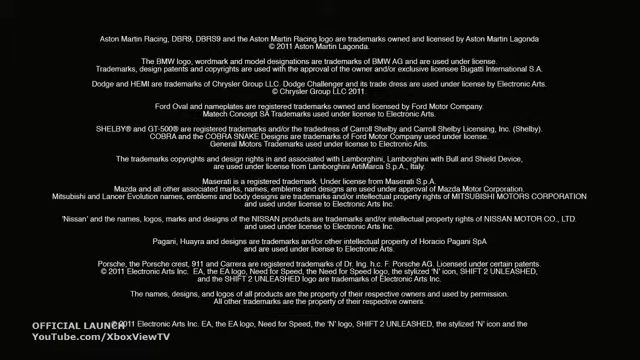 Aston Martin Racing, DBR9, DBRS9 and the Aston Martin Racing logo are trademarks owned and licensed by Aston Martin Lagonda
© 2011 Aston Martin Lagonda.
The BMW logo, wordmark and model designations are trademarks of BMW AG and are used under license.
Trademarks, design patents and copyrights are used with the approval of the owner and/or exclusive licensee Bugatti International S.A.
Dodge and HEMI are trademarks of Chrysler Group LLC. Dodge Challenger and its trade dress are used under license by Electronic Arts.
© Chrysler Group LLC 2011.
Ford Oval and nameplates are registered trademarks owned and licensed by Ford Motor Company.
Matech Concept SA Trademarks used under license to Electronic Arts.
SHELBY® and GT-500® are registered trademarks and/or the tradedress of Carroll Shelby and Carroll Shelby Licensing, Inc. (Shelby).
COBRA and the COBRA SNAKE Designs are trademarks of Ford Motor Company used under license.
General Motors Trademarks used under license to Electronic Arts.
The trademarks copyrights and design rights in and associated with Lamborghini, Lamborghini with Bull and Shield Device,
are used under license from Lamborghini ArtiMarca S.p.A., Italy.
Maserati is a registered trademark. Under license from Maserati S.p.A.
Mazda and all other associated marks, names, emblems and designs are used under approval of Mazda Motor Corporation.
Mitsubishi and Lancer Evolution names, emblems and body designs are trademarks and/or intellectual property rights of MITSUBISHI MOTORS CORPORATION
and used under license to Electronic Arts Inc.
'Nissan' and the names, logos, marks and designs of the NISSAN products are trademarks and/or intellectual property rights of NISSAN MOTOR CO., LTD.
and used under license to Electronic Arts Inc.
Pagani, Huayra and designs are trademarks and/or other intellectual property of Horacio Pagani SpA
and are used under license to Electronic Arts Inc.
Porsche, the Porsche crest, 911 and Carrera are registered trademarks of Dr. Ing. h.c. F. Porsche AG. Licensed under certain patents.
© 2011 Electronic Arts Inc. EA, the EA logo, Need for Speed, the Need for Speed logo, the stylized 'N' icon, SHIFT 2 UNLEASHED,
and the SHIFT 2 UNLEASHED logo are trademarks of Electronic Arts Inc.
The names, designs, and logos of all products are the property of their respective owners and used by permission.
All other trademarks are the property of their respective owners.
© 2011 Electronic Arts Inc. EA, the EA logo, Need for Speed, the 'N' logo, SHIFT 2 UNLEASHED, the stylized 'N' icon and the
OFFICIAL LAUNCH
YouTube.com/XboxViewTV